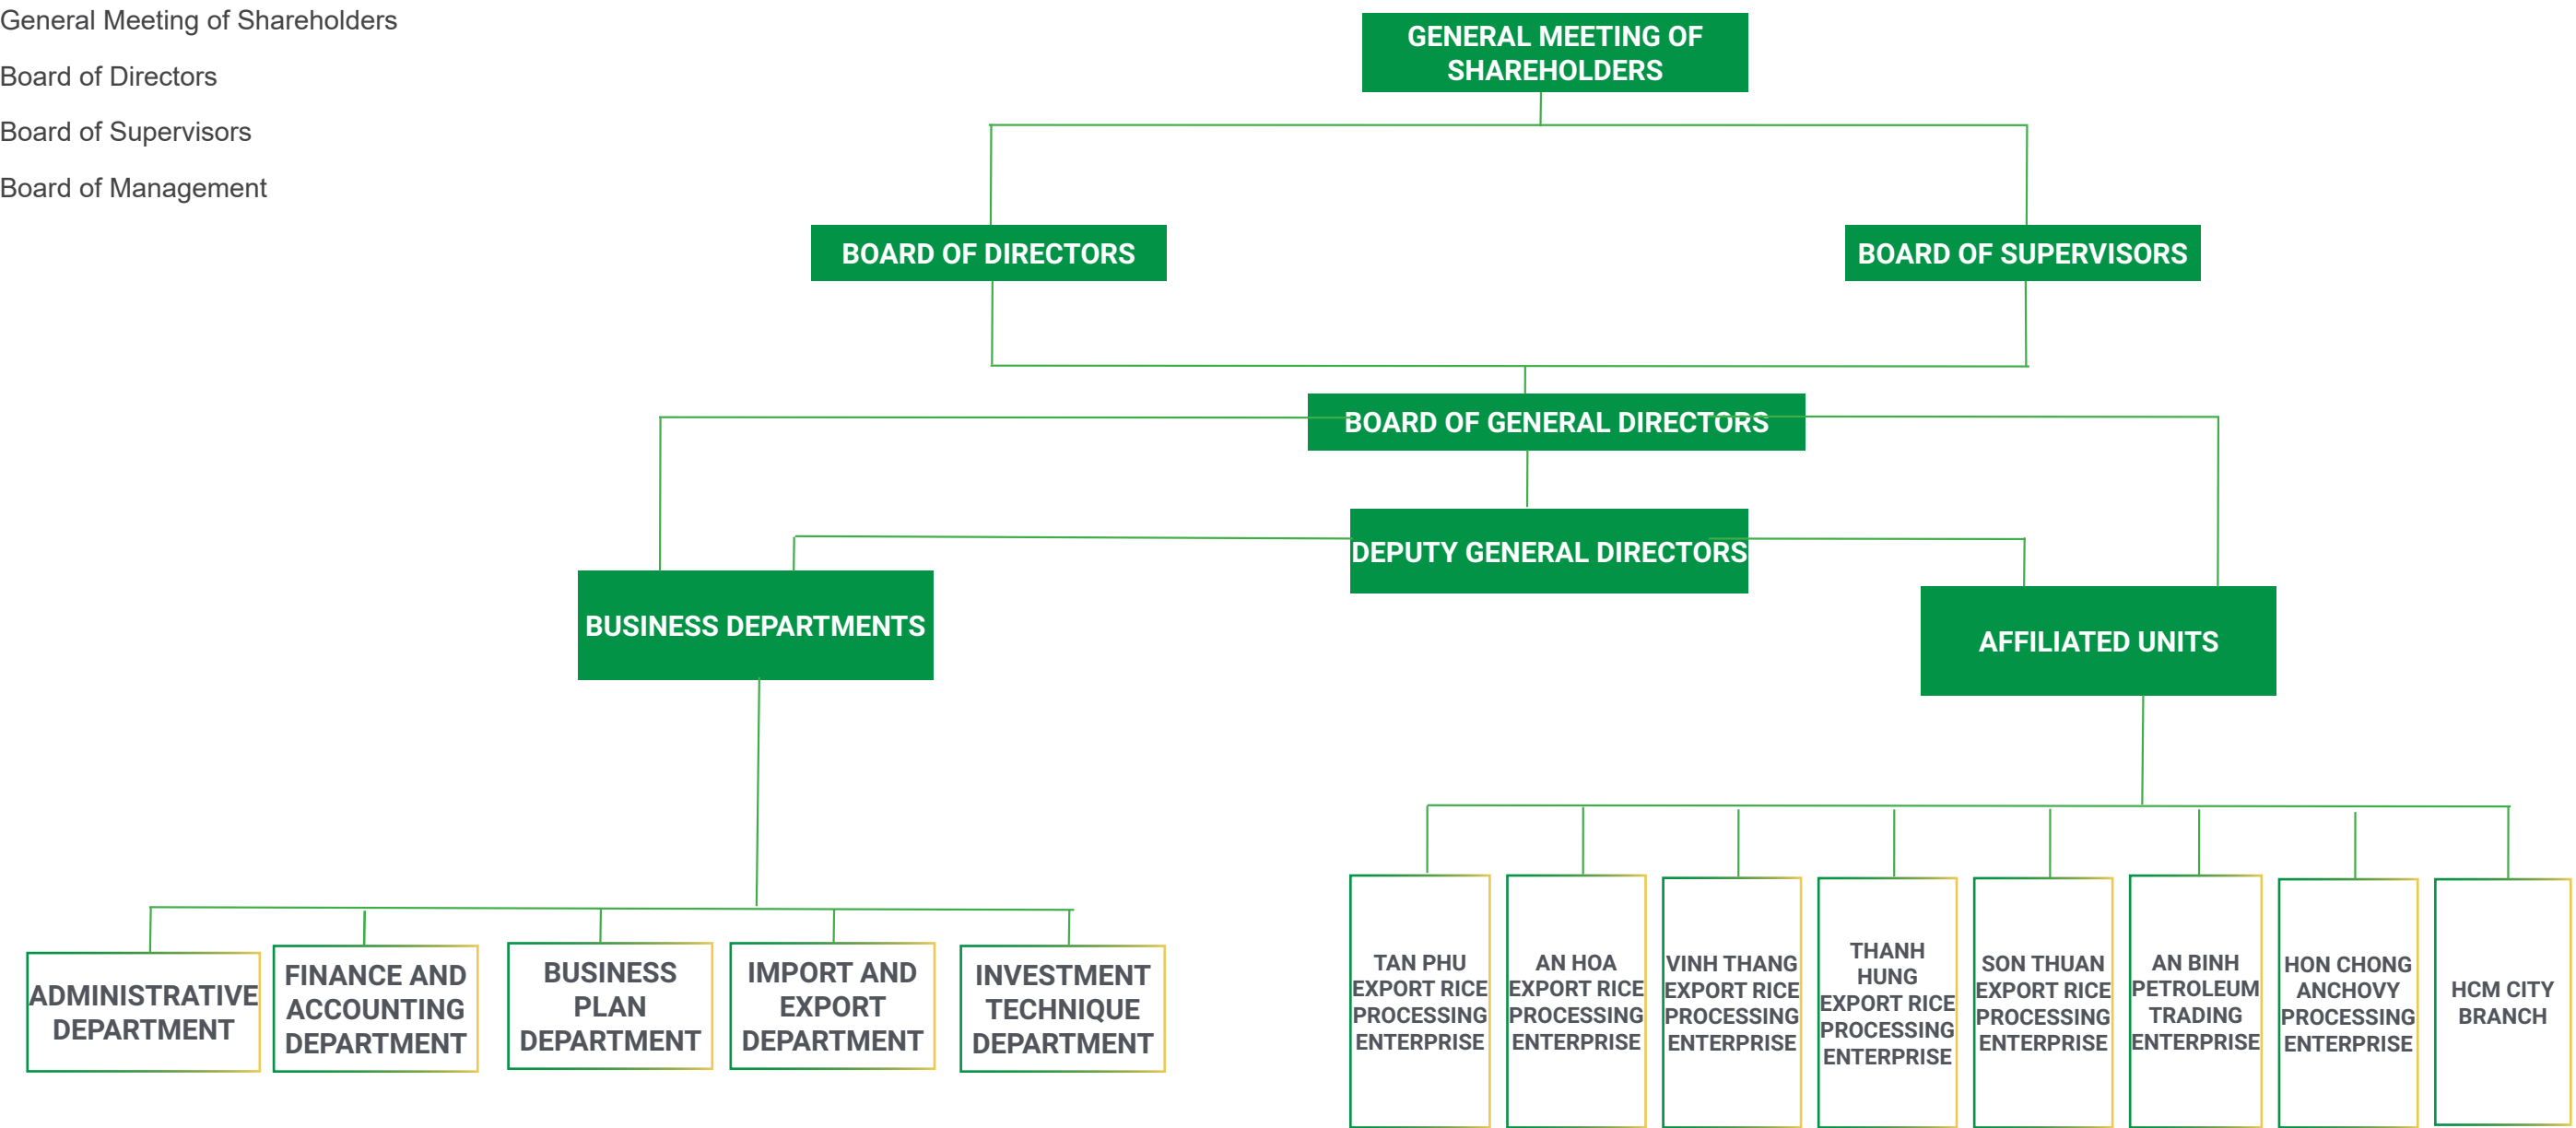 General Meeting of Shareholders
Board of Directors
Board of Supervisors
Board of Management
GENERAL MEETING OF
SHAREHOLDERS
BOARD OF DIRECTORS
BOARD OF SUPERVISORS
BOARD OF GENERAL DIRECTORS
DEPUTY GENERAL DIRECTORS
BUSINESS DEPARTMENTS
AFFILIATED UNITS
ADMINISTRATIVE
DEPARTMENT
FINANCE AND
ACCOUNTING
DEPARTMENT
BUSINESS
PLAN
DEPARTMENT
IMPORT AND
EXPORT
DEPARTMENT
INVESTMENT
TECHNIQUE
DEPARTMENT
TAN PHU
EXPORT RICE
PROCESSING
ENTERPRISE
AN HOA
EXPORT RICE
PROCESSING
ENTERPRISE
VINH THANG
EXPORT RICE
PROCESSING
ENTERPRISE
THANH
HUNG
EXPORT RICE
PROCESSING
ENTERPRISE
SON THUAN
EXPORT RICE
PROCESSING
ENTERPRISE
AN BINH
PETROLEUM
TRADING
ENTERPRISE
HON CHONG
ANCHOVY
PROCESSING
ENTERPRISE
HCM CITY
BRANCH